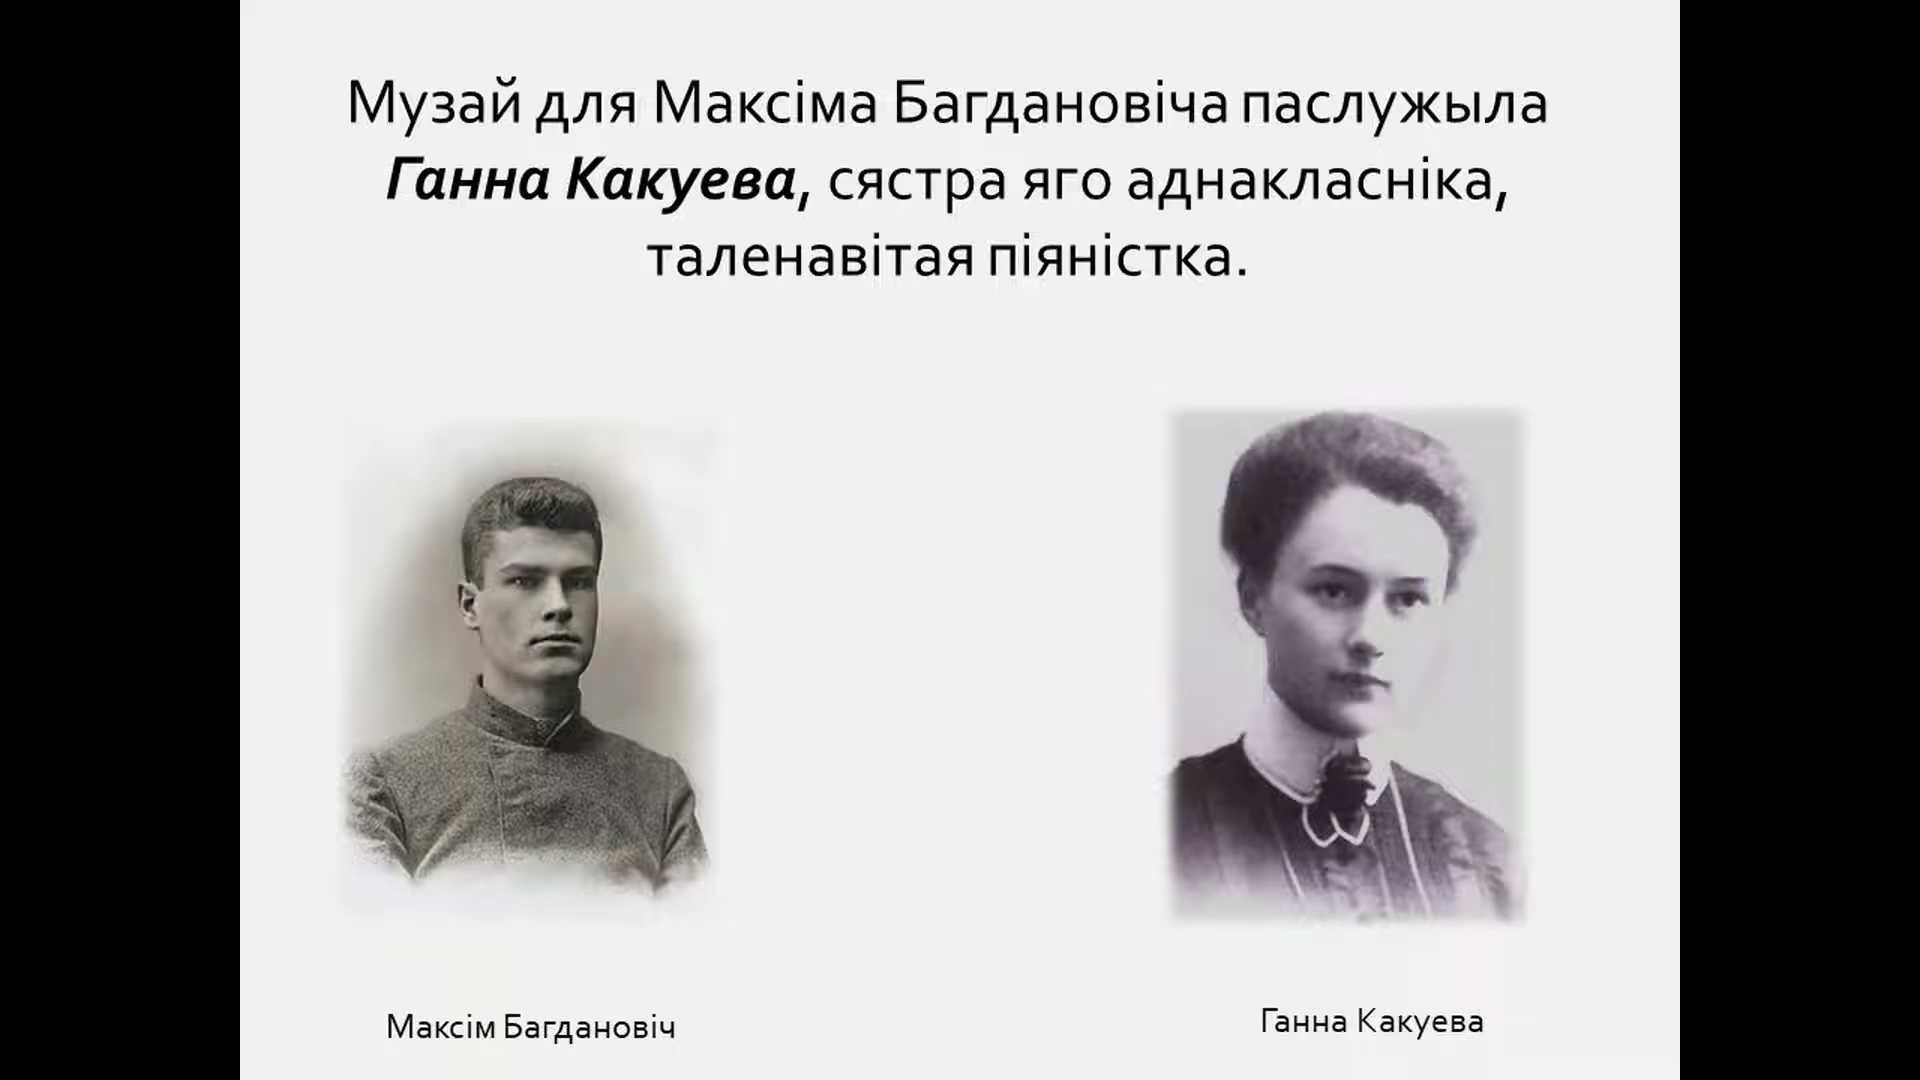 Музай для Максіма Багдановіча паслужыла
Ганна Какуева, сястра яго аднакласніка,
таленавітая піяністка.
Максім Багдановіч
Ганна Какуева